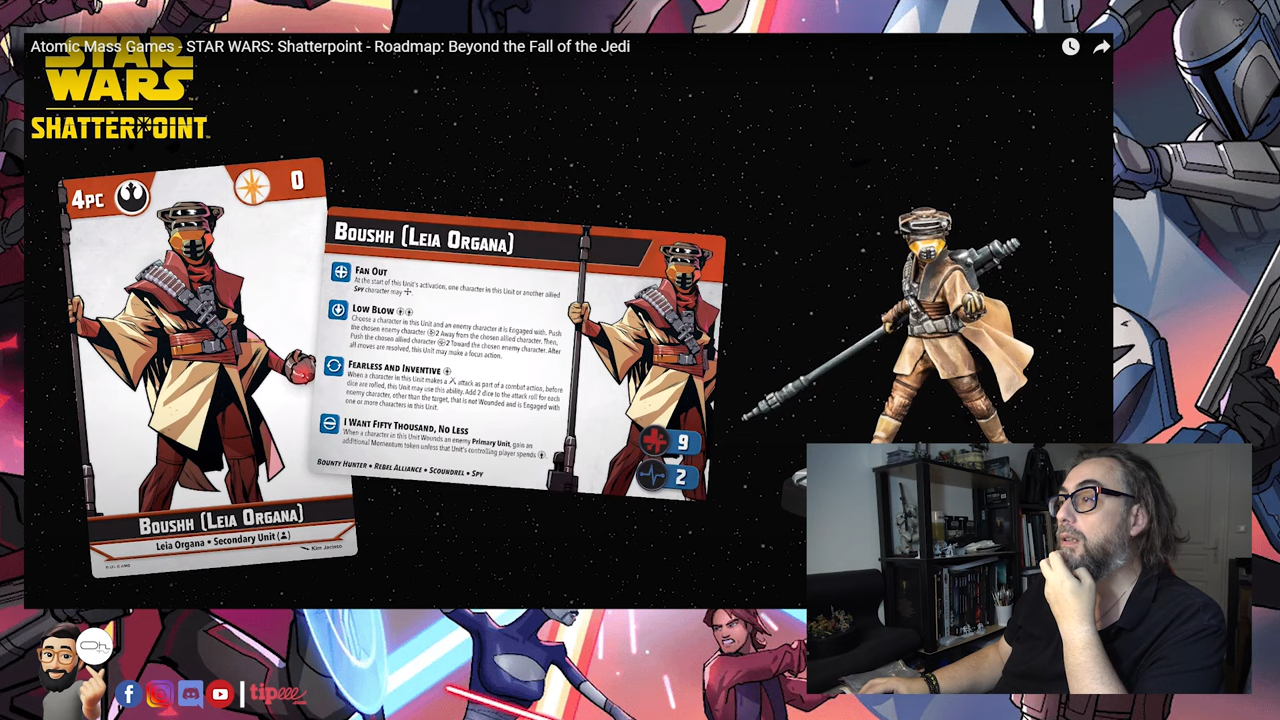 Atomic Mass Games - STAR WARS: Shatterpoint - Roadmap: Beyond the Fall of the Jedi
STAR
WARS
SHATTERPOINT
4PC
0
Boushh (Leia Organa)
Leia Organa • Secondary Unit
Kim Jacinto
Boushh (Leia Organa)
Fan Out
At the start of this Unit's activation, one character in this Unit or another allied
Spy character may
Low Blow
Choose a character in this Unit and an enemy character it is Engaged with. Push
the chosen enemy character 2 Away from the chosen allied character. Then,
Push the chosen allied character 2 Toward the chosen enemy character. After
all moves are resolved, this Unit may make a focus action.
Fearless and Inventive
When a character in this Unit makes a attack as part of a combat action, before
dice are rolled, this Unit may use this ability. Add 2 dice to the attack roll for each
enemy character, other than the target, that is not Wounded and is Engaged with
one or more characters in this Unit.
I Want Fifty Thousand, No Less
When a character in this Unit Wounds an enemy Primary Unit, gain an
additional Momentum token unless that Unit's controlling player spends
Bounty Hunter • Rebel Alliance • Scoundrel • Spy
9
2
Oh
tipeee